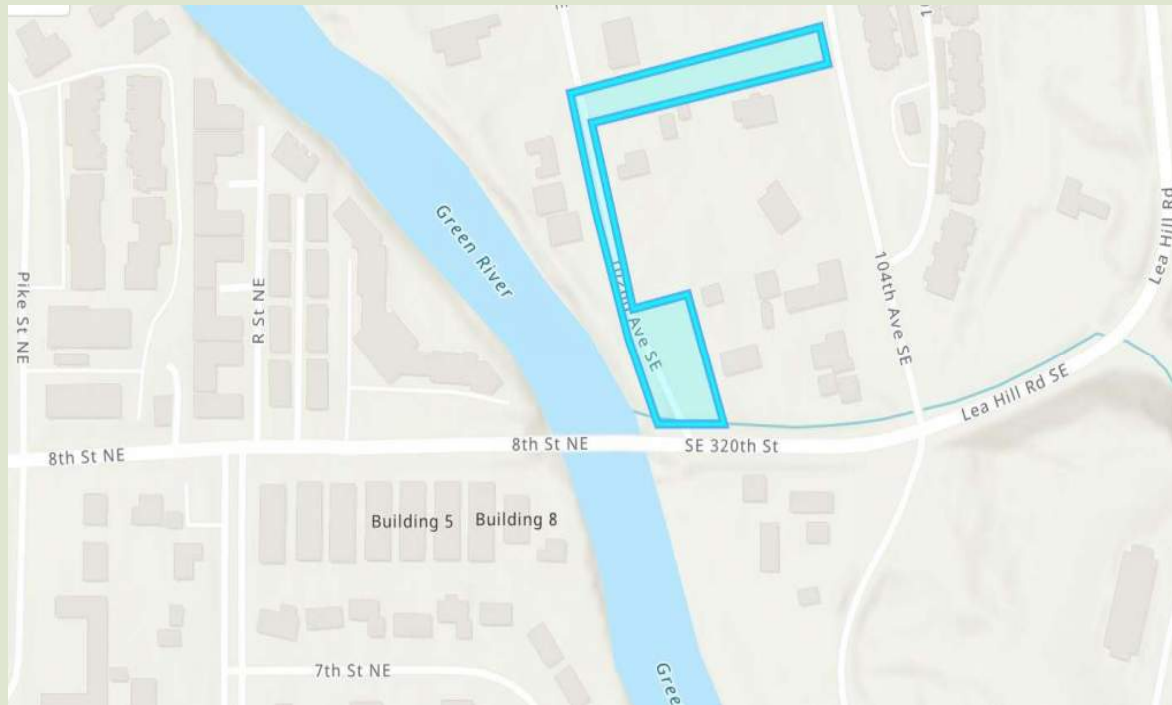 Green River
Pike St NE
R St NE
Ave SE
104th Ave SE
Lea Hill Rd
Lea Hill Rd SE
8th St NE
8th St NE
SE 320th St
Building 5
Building 8
7th St NE
Gree